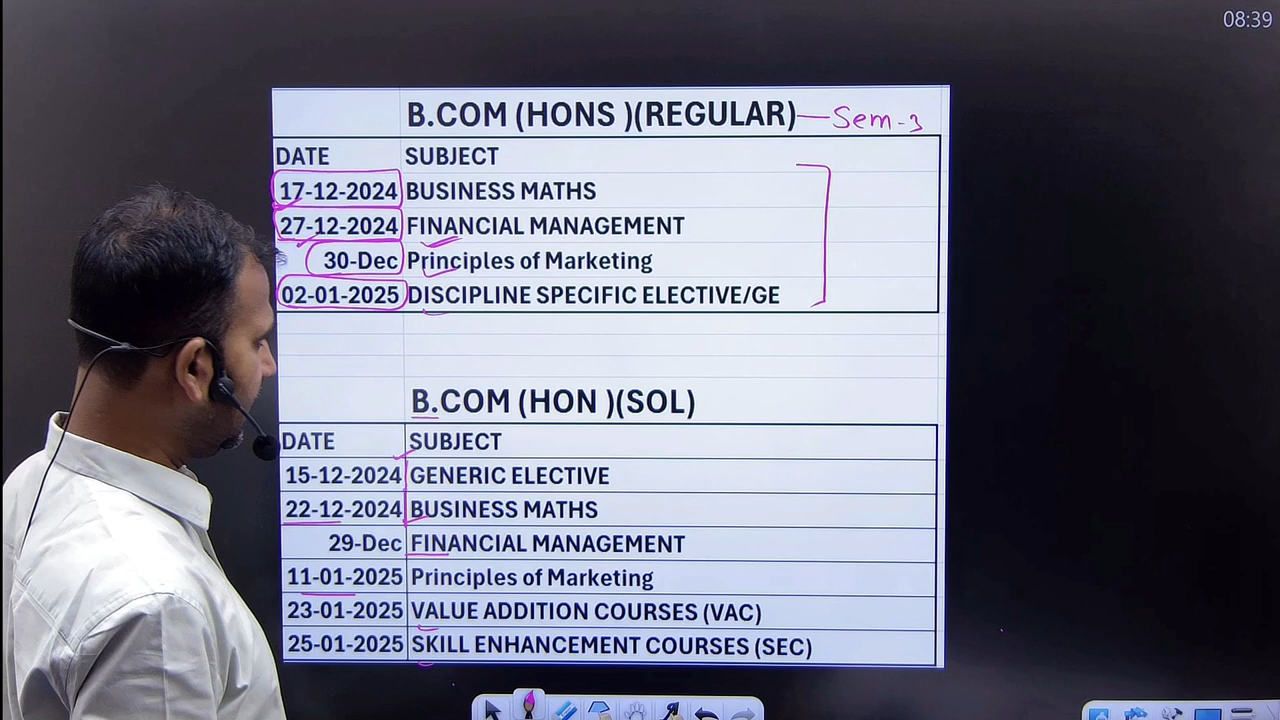 08:39
B.COM (HONS )(REGULAR) — Sem-3
DATE SUBJECT
17-12-2024 BUSINESS MATHS
27-12-2024 FINANCIAL MANAGEMENT
30-Dec Principles of Marketing
02-01-2025 DISCIPLINE SPECIFIC ELECTIVE/GE
B.COM (HON )(SOL)
DATE SUBJECT
15-12-2024 GENERIC ELECTIVE
22-12-2024 BUSINESS MATHS
29-Dec FINANCIAL MANAGEMENT
11-01-2025 Principles of Marketing
23-01-2025 VALUE ADDITION COURSES (VAC)
25-01-2025 SKILL ENHANCEMENT COURSES (SEC)